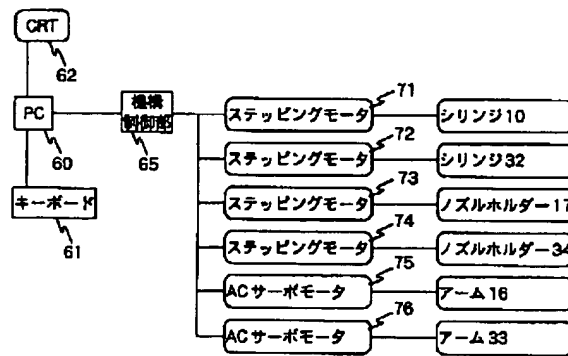 CRT
62
PC
60
キーボード
61
機構
制御部
65
ステッピングモータ
71
シリンジ10
ステッピングモータ
72
シリンジ32
ステッピングモータ
73
ノズルホルダー17
ステッピングモータ
74
ノズルホルダー34
ACサーボモータ
75
アーム16
ACサーボモータ
76
アーム33